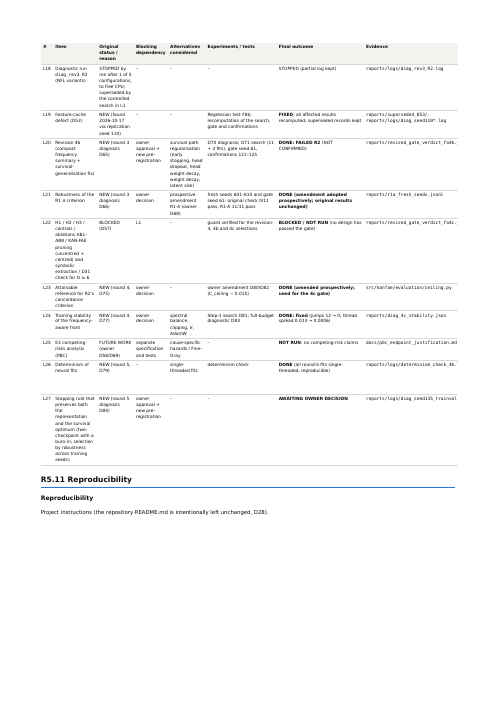 # Item Original status / reason Blocking dependency Alternatives considered Experiments / tests Final outcome Evidence
L18 Diagnostic run diag_rev3_R2 (NFL variants) STOPPED by me after 1 of 5 configurations, to free CPU; superseded by the controlled search in L1 – – – STOPPED (partial log kept) reports/logs/diag_rev3_R2.log
L19 Feature-cache defect (D53) NEW (found 2026-10-17 via replication seed 110) – – Regression test F8b, recomputation of the search, gate and confirmations FIXED; all affected results recomputed; superseded records kept reports/superseded_D53/, reports/logs/diag_seed110*.log
L20 Revision 4b (compact frequency summary + survival-generalisation fix) NEW (round 3 diagnosis D65) owner approval + new pre-registration survival-path regularisation (early stopping, head dropout, head weight decay, weight decay, latent size) D70 diagnosis; D71 search (11 + 2 fits), gate seed 61, confirmations 121-125 DONE: FAILED R2 (NOT CONFIRMED) reports/revised_gate_verdict_fa4b.
L21 Robustness of the R1 α criterion NEW (round 3 diagnosis D66) owner decision prospective amendment R1-A (owner D68) fresh seeds 601-610 and gate seed 61: original check 0/11 pass, R1-A 11/11 pass DONE (amendment adopted prospectively; original results unchanged) reports/r1a_fresh_seeds.jsonl
L22 H1 / H2 / H3 / controls / ablations AB1-AB8 / KAN-FAE pruning (uncentred + centred) and symbolic extraction / D31 check for D ≥ 6 BLOCKED (D57) L1 – guard verified for the revision-4, 4b and 4c selections BLOCKED / NOT RUN (no design has passed the gate) reports/revised_gate_verdict_fa4c.
L23 Attainable reference for R2's concordance criterion NEW (round 4, D75) owner decision – owner amendment D80/D82 (C_ceiling − 0.015) DONE (amended prospectively; used for the 4c gate) src/kanfae/evaluation/ceiling.py
L24 Training stability of the frequency-aware front NEW (round 4, D77) owner decision spectral balance, clipping, lr, AdamW Step-1 search D81; full-budget diagnostic D83 DONE: fixed (jumps 12 → 0, thread spread 0.013 → 0.0006) reports/diag_4c_stability.json
L25 S3 competing-risks analysis (PBC) FUTURE WORK (owner D58/D69) separate specification and tests cause-specific hazards / Fine-Gray – NOT RUN; no competing-risk claims docs/pbc_endpoint_justification.md
L26 Determinism of neural fits NEW (round 5, D79) – single-threaded fits determinism check DONE (all round-5 fits single-threaded; reproducible) reports/logs/determinism_check_4b.
L27 Stopping rule that preserves both the representation and the survival optimum (two-checkpoint with a burn-in; selection by robustness across training seeds) NEW (round 5 diagnosis D84) owner approval + new pre-registration – – AWAITING OWNER DECISION reports/logs/diag_seed135_trainval
R5.11 Reproducibility
Reproducibility
Project instructions (the repository README.md is intentionally left unchanged, D28).